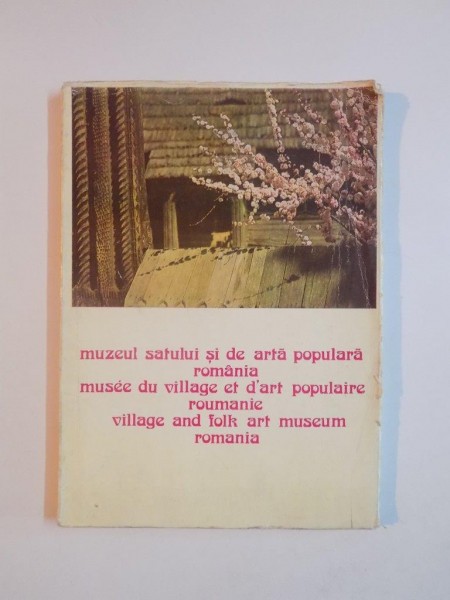 muzeul satului și de artă populară
românia
musée du village et d'art populaire
roumanie
village and folk art museum
romania